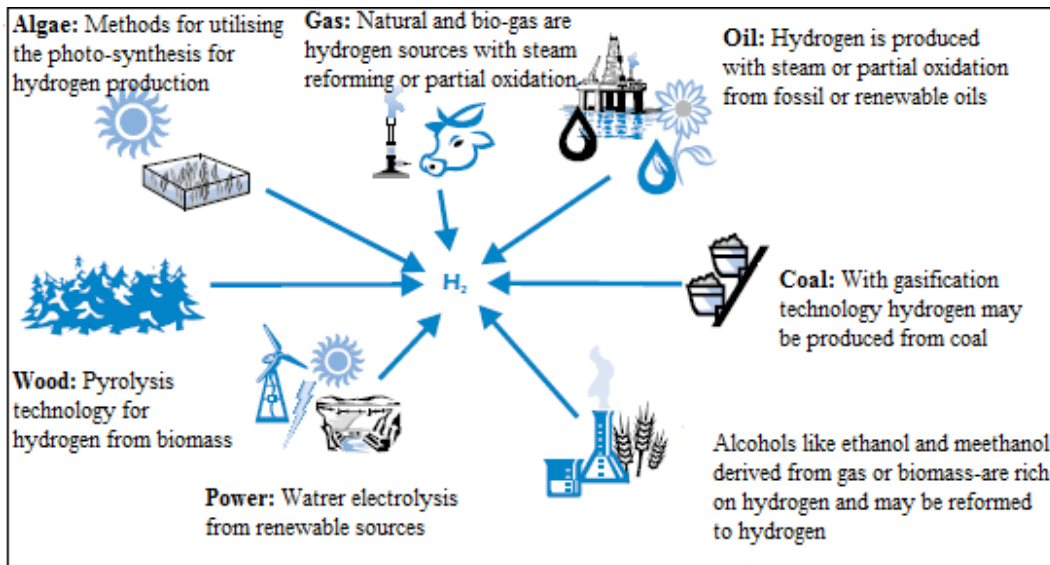 Algae: Methods for utilising
the photo-synthesis for
hydrogen production
Gas: Natural and bio-gas are
hydrogen sources with steam
reforming or partial oxidation
Oil: Hydrogen is produced
with steam or partial oxidation
from fossil or renewable oils
H₂
Coal: With gasification
technology hydrogen may
be produced from coal
Wood: Pyrolysis
technology for
hydrogen from biomass
Power: Watrer electrolysis
from renewable sources
Alcohols like ethanol and meethanol
derived from gas or biomass-are rich
on hydrogen and may be reformed
to hydrogen